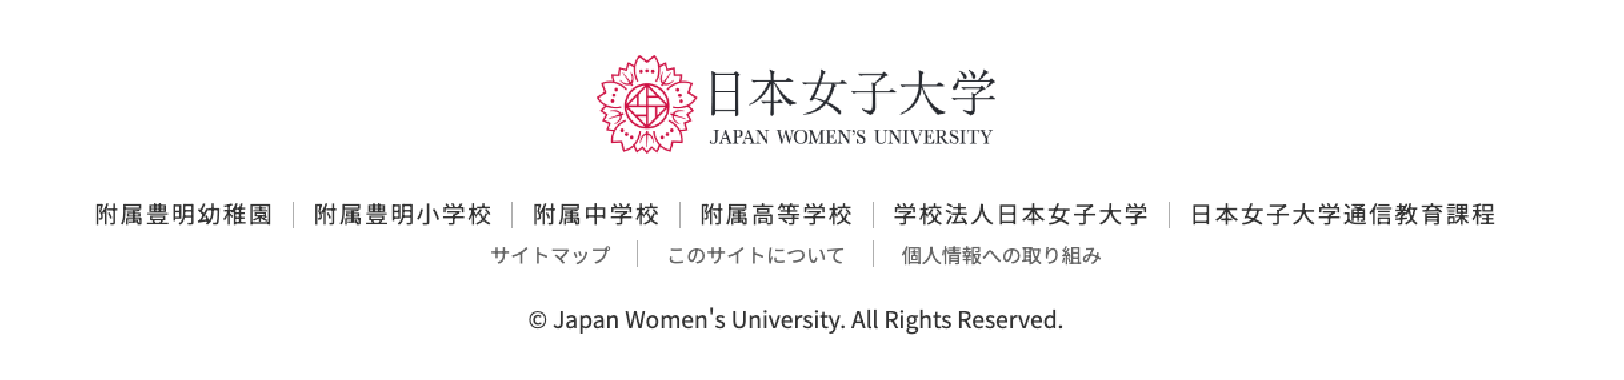 日本女子大学
JAPAN WOMEN'S UNIVERSITY
附属豊明幼稚園 附属豊明小学校 附属中学校 附属高等学校 学校法人日本女子大学 日本女子大学通信教育課程
サイトマップ このサイトについて 個人情報への取り組み
© Japan Women's University. All Rights Reserved.